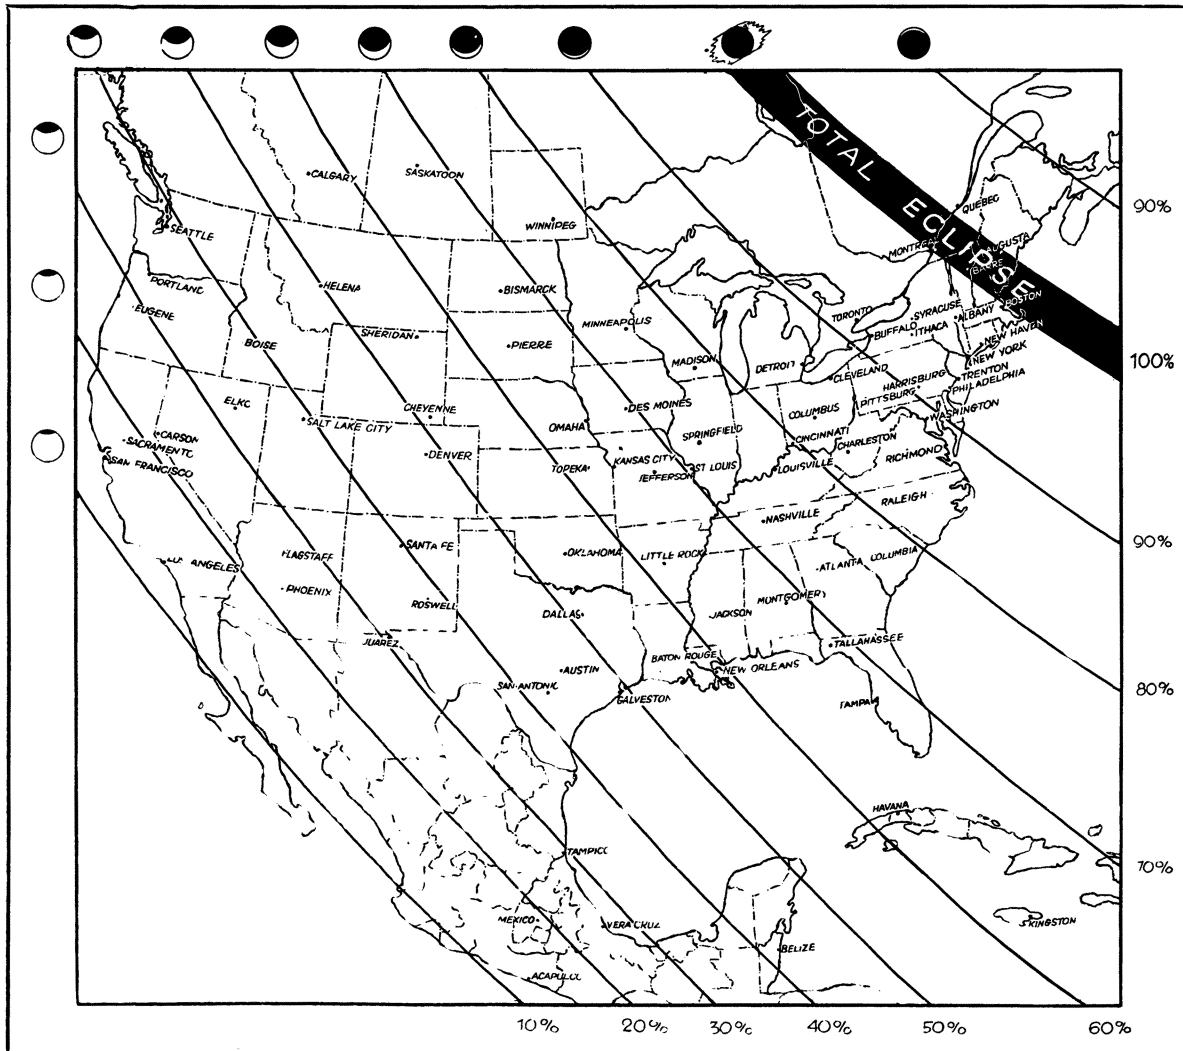 TOTAL ECLIPSE
CALGARY
SASKATOON
WINNIPEG
QUEBEC
MONTREAL
AUGUSTA
BARRE
SEATTLE
PORTLAND
EUGENE
HELENA
BISMARCK
BOISE
SHERIDAN
PIERRE
MINNEAPOLIS
MADISON
DETROIT
TORONTO
BUFFALO
SYRACUSE
ITHACA
ALBANY
BOSTON
NEW HAVEN
NEW YORK
TRENTON
PHILADELPHIA
HARRISBURG
PITTSBURG
CLEVELAND
WASHINGTON
ELKO
SALT LAKE CITY
CHEYENNE
OMAHA
DES MOINES
SPRINGFIELD
COLUMBUS
CINCINNATI
CHARLESTON
RICHMOND
CARSON
SACRAMENTO
SAN FRANCISCO
DENVER
TOPEKA
KANSAS CITY
JEFFERSON
ST LOUIS
LOUISVILLE
RALEIGH
NASHVILLE
LOS ANGELES
FLAGSTAFF
PHOENIX
SANTA FE
OKLAHOMA
LITTLE ROCK
ATLANTA
COLUMBIA
ROSWELL
DALLAS
JACKSON
MONTGOMERY
JUAREZ
AUSTIN
SAN ANTONIO
GALVESTON
BATON ROUGE
NEW ORLEANS
TALLAHASSEE
TAMPA
HAVANA
TAMPICO
MEXICO
VERA CRUZ
BELIZE
KINGSTON
ACAPULCO
90%
100%
90%
80%
70%
10%
20%
30%
40%
50%
60%